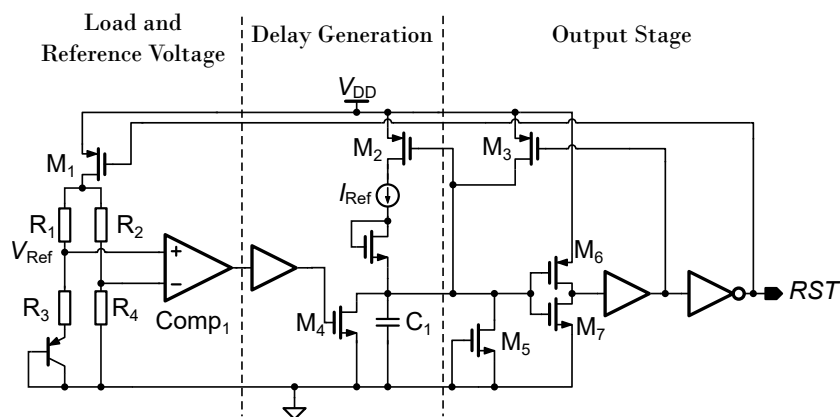 Load and
Reference Voltage
Delay Generation
Output Stage
VDD
M1
M2
M3
IRef
R1
R2
VRef
M6
R3
R4
Comp1
M4
C1
M5
M7
RST